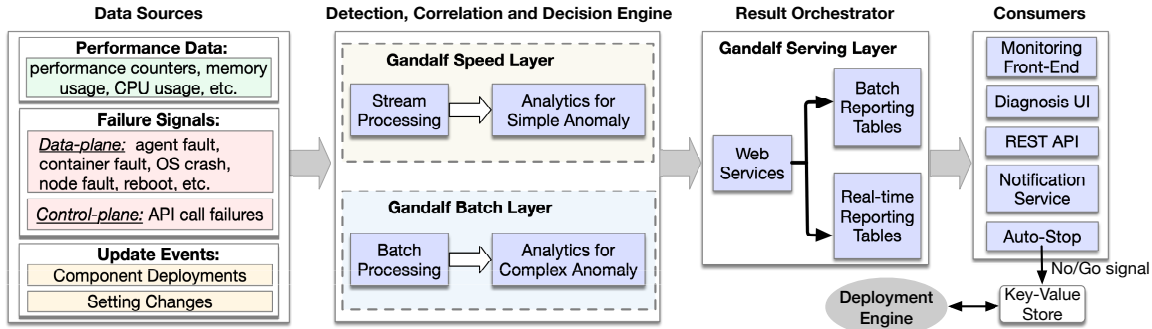 Data Sources
Performance Data:
performance counters, memory
usage, CPU usage, etc.
Failure Signals:
Data-plane: agent fault,
container fault, OS crash,
node fault, reboot, etc.
Control-plane: API call failures
Update Events:
Component Deployments
Setting Changes
Detection, Correlation and Decision Engine
Gandalf Speed Layer
Stream
Processing
Analytics for
Simple Anomaly
Gandalf Batch Layer
Batch
Processing
Analytics for
Complex Anomaly
Result Orchestrator
Gandalf Serving Layer
Web
Services
Batch
Reporting
Tables
Real-time
Reporting
Tables
Consumers
Monitoring
Front-End
Diagnosis UI
REST API
Notification
Service
Auto-Stop
No/Go signal
Key-Value
Store
Deployment
Engine